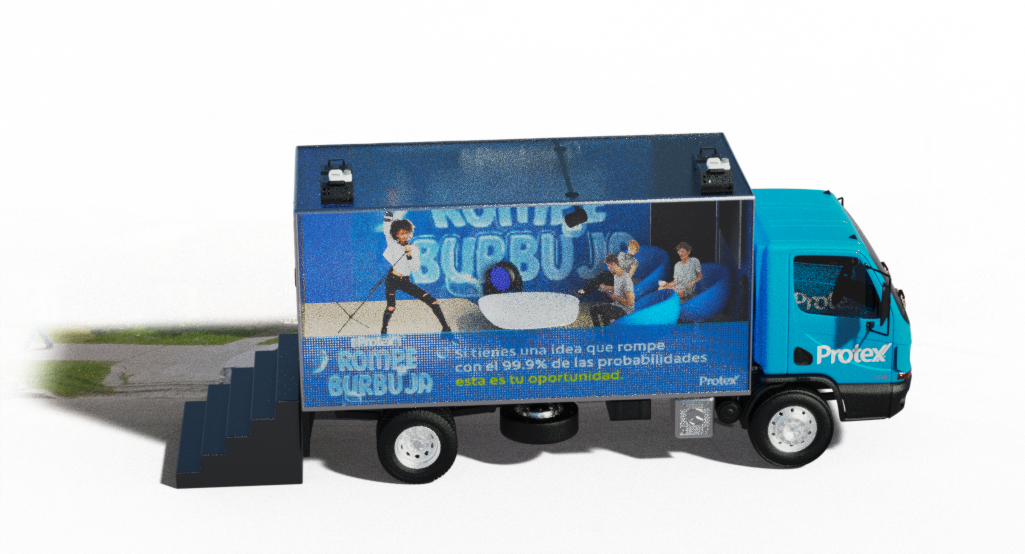 ROMPE
BURBUJA
ROMPE
BURBUJA
Si tienes una idea que rompe
con el 99.9% de las probabilidades
esta es tu oportunidad.
Protex
Protex